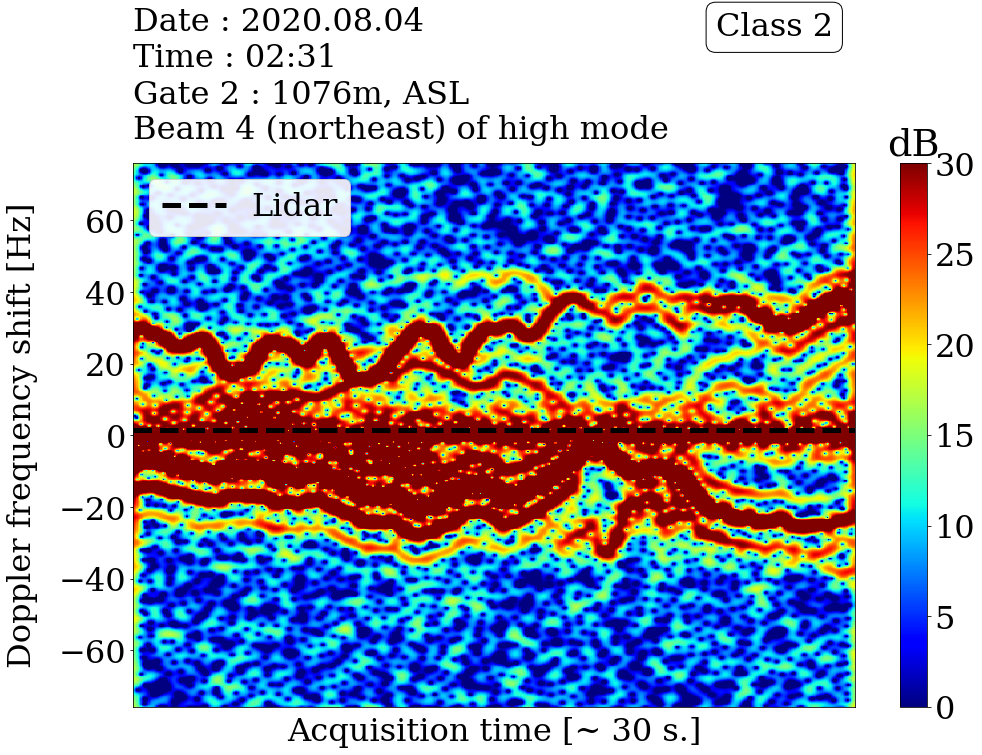 Date : 2020.08.04
Time : 02:31
Gate 2 : 1076m, ASL
Beam 4 (northeast) of high mode
Class 2
dB
Lidar
Doppler frequency shift [Hz]
60
40
20
0
−20
−40
−60
30
25
20
15
10
5
0
Acquisition time [~ 30 s.]